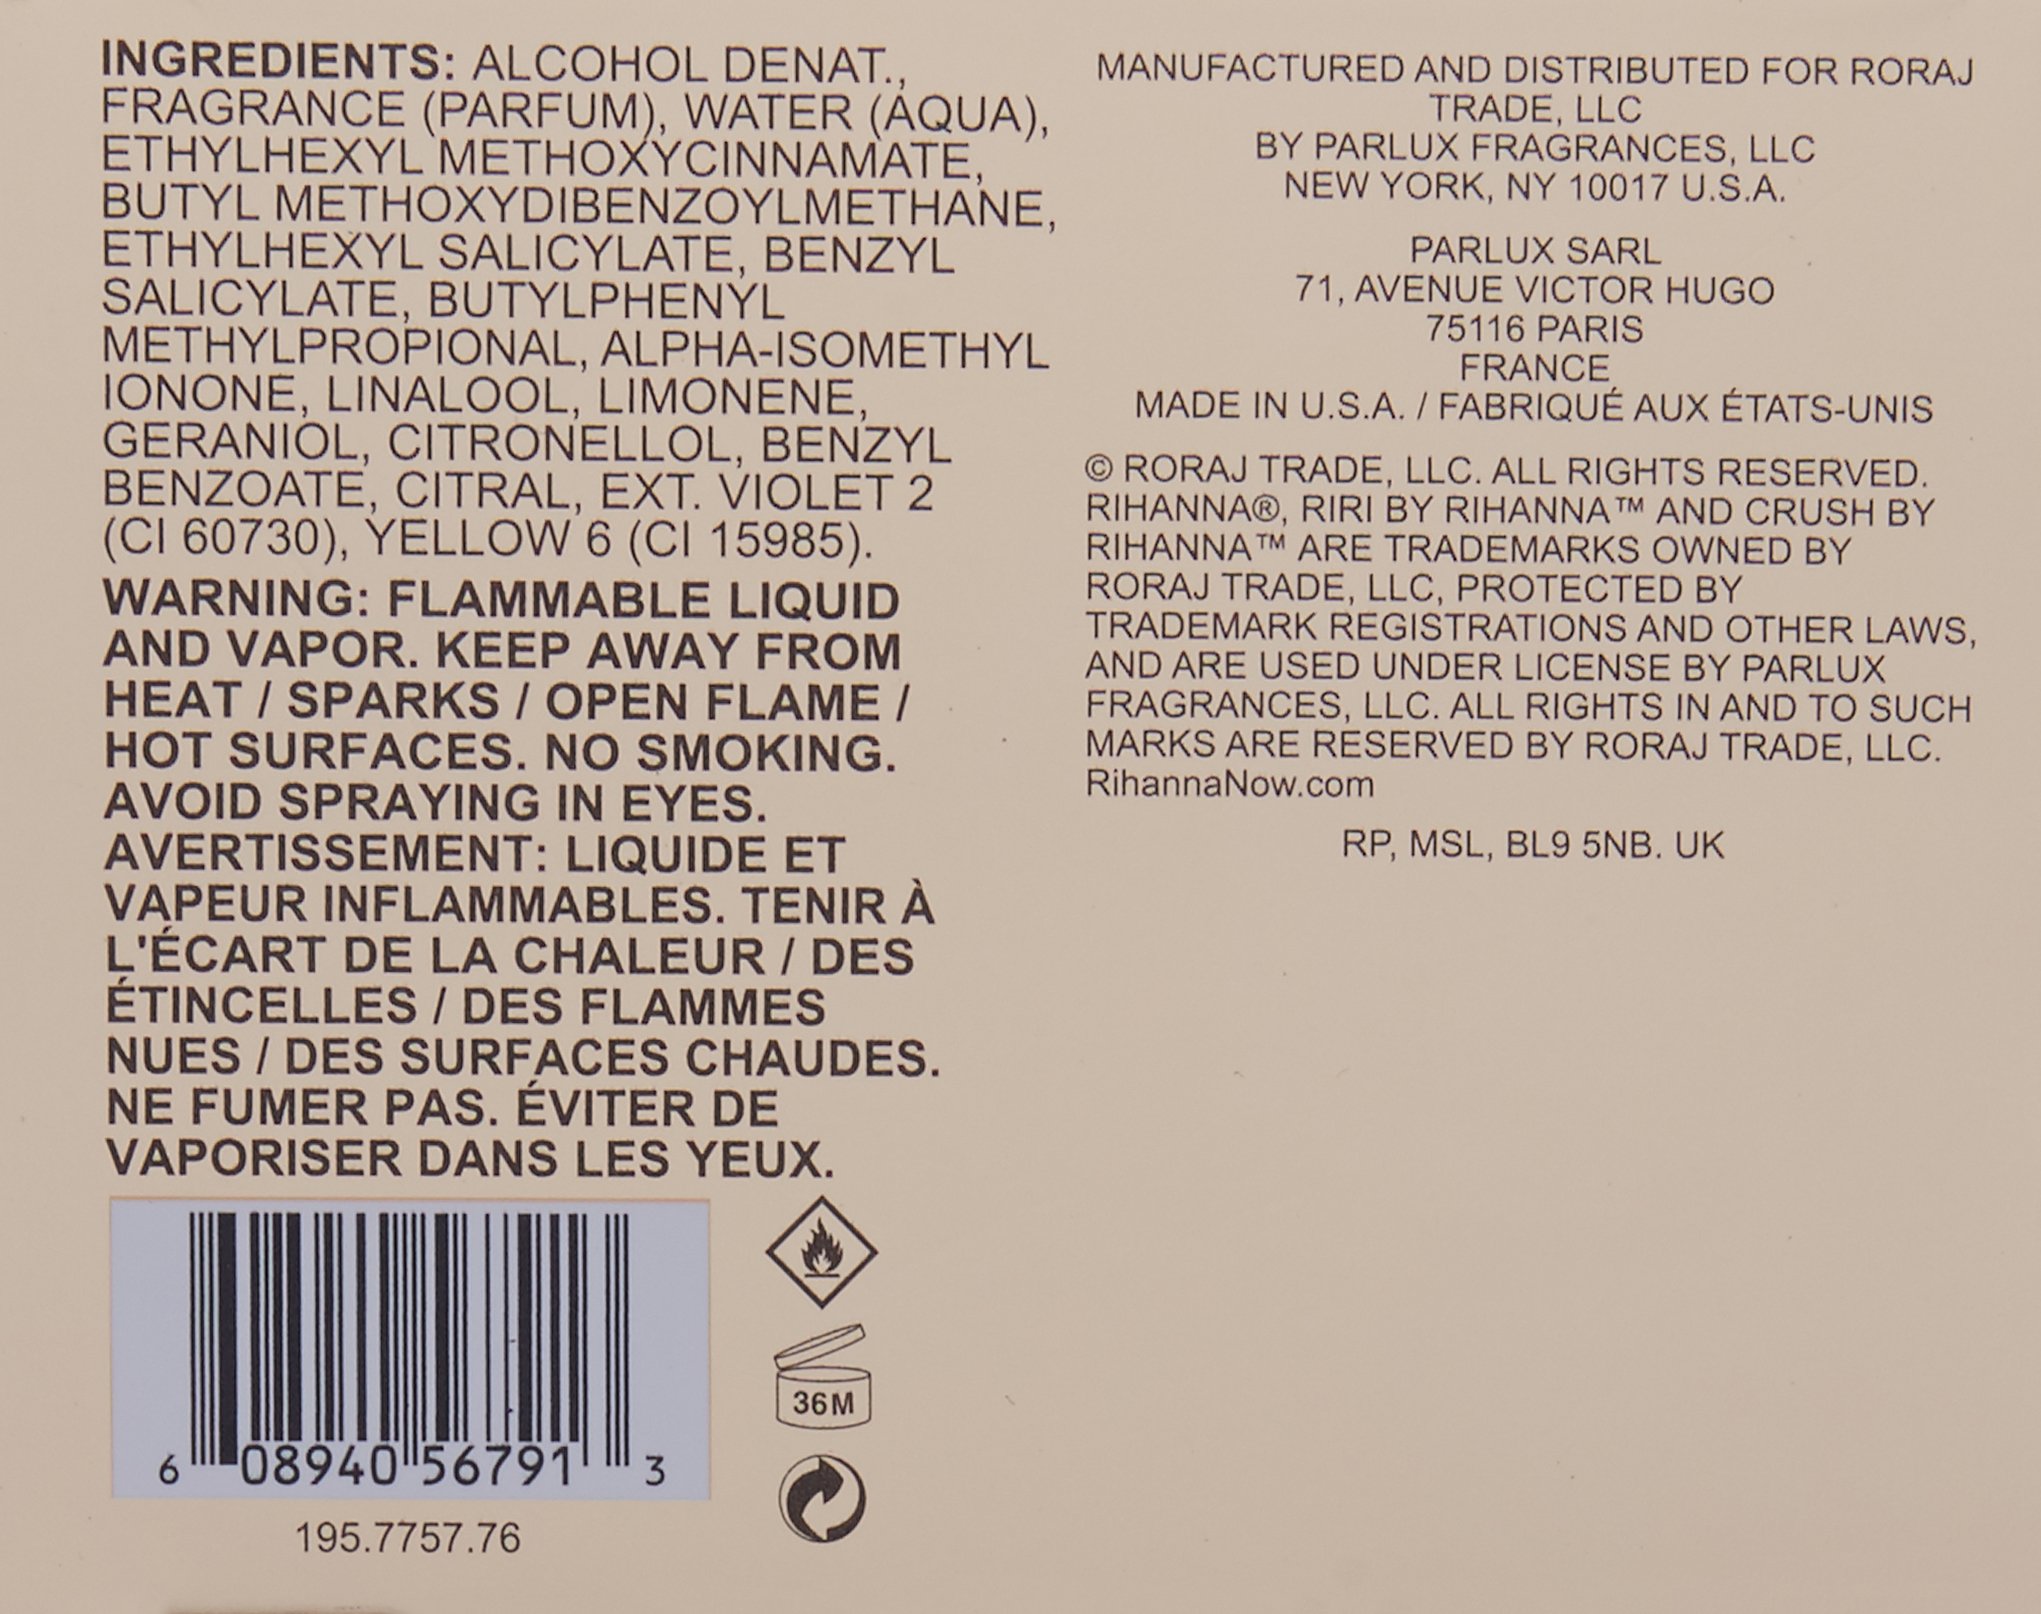 INGREDIENTS: ALCOHOL DENAT.,
FRAGRANCE (PARFUM), WATER (AQUA),
ETHYLHEXYL METHOXYCINNAMATE,
BUTYL METHOXYDIBENZOYLMETHANE,
ETHYLHEXYL SALICYLATE, BENZYL
SALICYLATE, BUTYLPHENYL
METHYLPROPIONAL, ALPHA-ISOMETHYL
IONONE, LINALOOL, LIMONENE,
GERANIOL, CITRONELLOL, BENZYL
BENZOATE, CITRAL, EXT. VIOLET 2
(CI 60730), YELLOW 6 (CI 15985).
WARNING: FLAMMABLE LIQUID
AND VAPOR. KEEP AWAY FROM
HEAT / SPARKS / OPEN FLAME /
HOT SURFACES. NO SMOKING.
AVOID SPRAYING IN EYES.
AVERTISSEMENT: LIQUIDE ET
VAPEUR INFLAMMABLES. TENIR À
L'ÉCART DE LA CHALEUR / DES
ÉTINCELLES / DES FLAMMES
NUES / DES SURFACES CHAUDES.
NE FUMER PAS. ÉVITER DE
VAPORISER DANS LES YEUX.
6 08940 56791 3
195.7757.76
36M
MANUFACTURED AND DISTRIBUTED FOR RORAJ
TRADE, LLC
BY PARLUX FRAGRANCES, LLC
NEW YORK, NY 10017 U.S.A.
PARLUX SARL
71, AVENUE VICTOR HUGO
75116 PARIS
FRANCE
MADE IN U.S.A. / FABRIQUÉ AUX ÉTATS-UNIS
© RORAJ TRADE, LLC. ALL RIGHTS RESERVED.
RIHANNA®, RIRI BY RIHANNA™ AND CRUSH BY
RIHANNA™ ARE TRADEMARKS OWNED BY
RORAJ TRADE, LLC, PROTECTED BY
TRADEMARK REGISTRATIONS AND OTHER LAWS,
AND ARE USED UNDER LICENSE BY PARLUX
FRAGRANCES, LLC. ALL RIGHTS IN AND TO SUCH
MARKS ARE RESERVED BY RORAJ TRADE, LLC.
RihannaNow.com
RP, MSL, BL9 5NB. UK